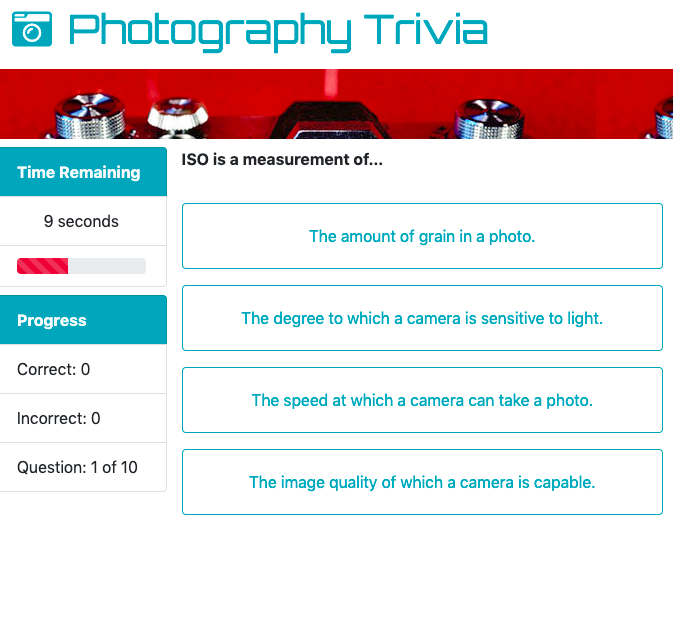 Photography Trivia
Time Remaining
9 seconds
Progress
Correct: 0
Incorrect: 0
Question: 1 of 10
ISO is a measurement of...
The amount of grain in a photo.
The degree to which a camera is sensitive to light.
The speed at which a camera can take a photo.
The image quality of which a camera is capable.